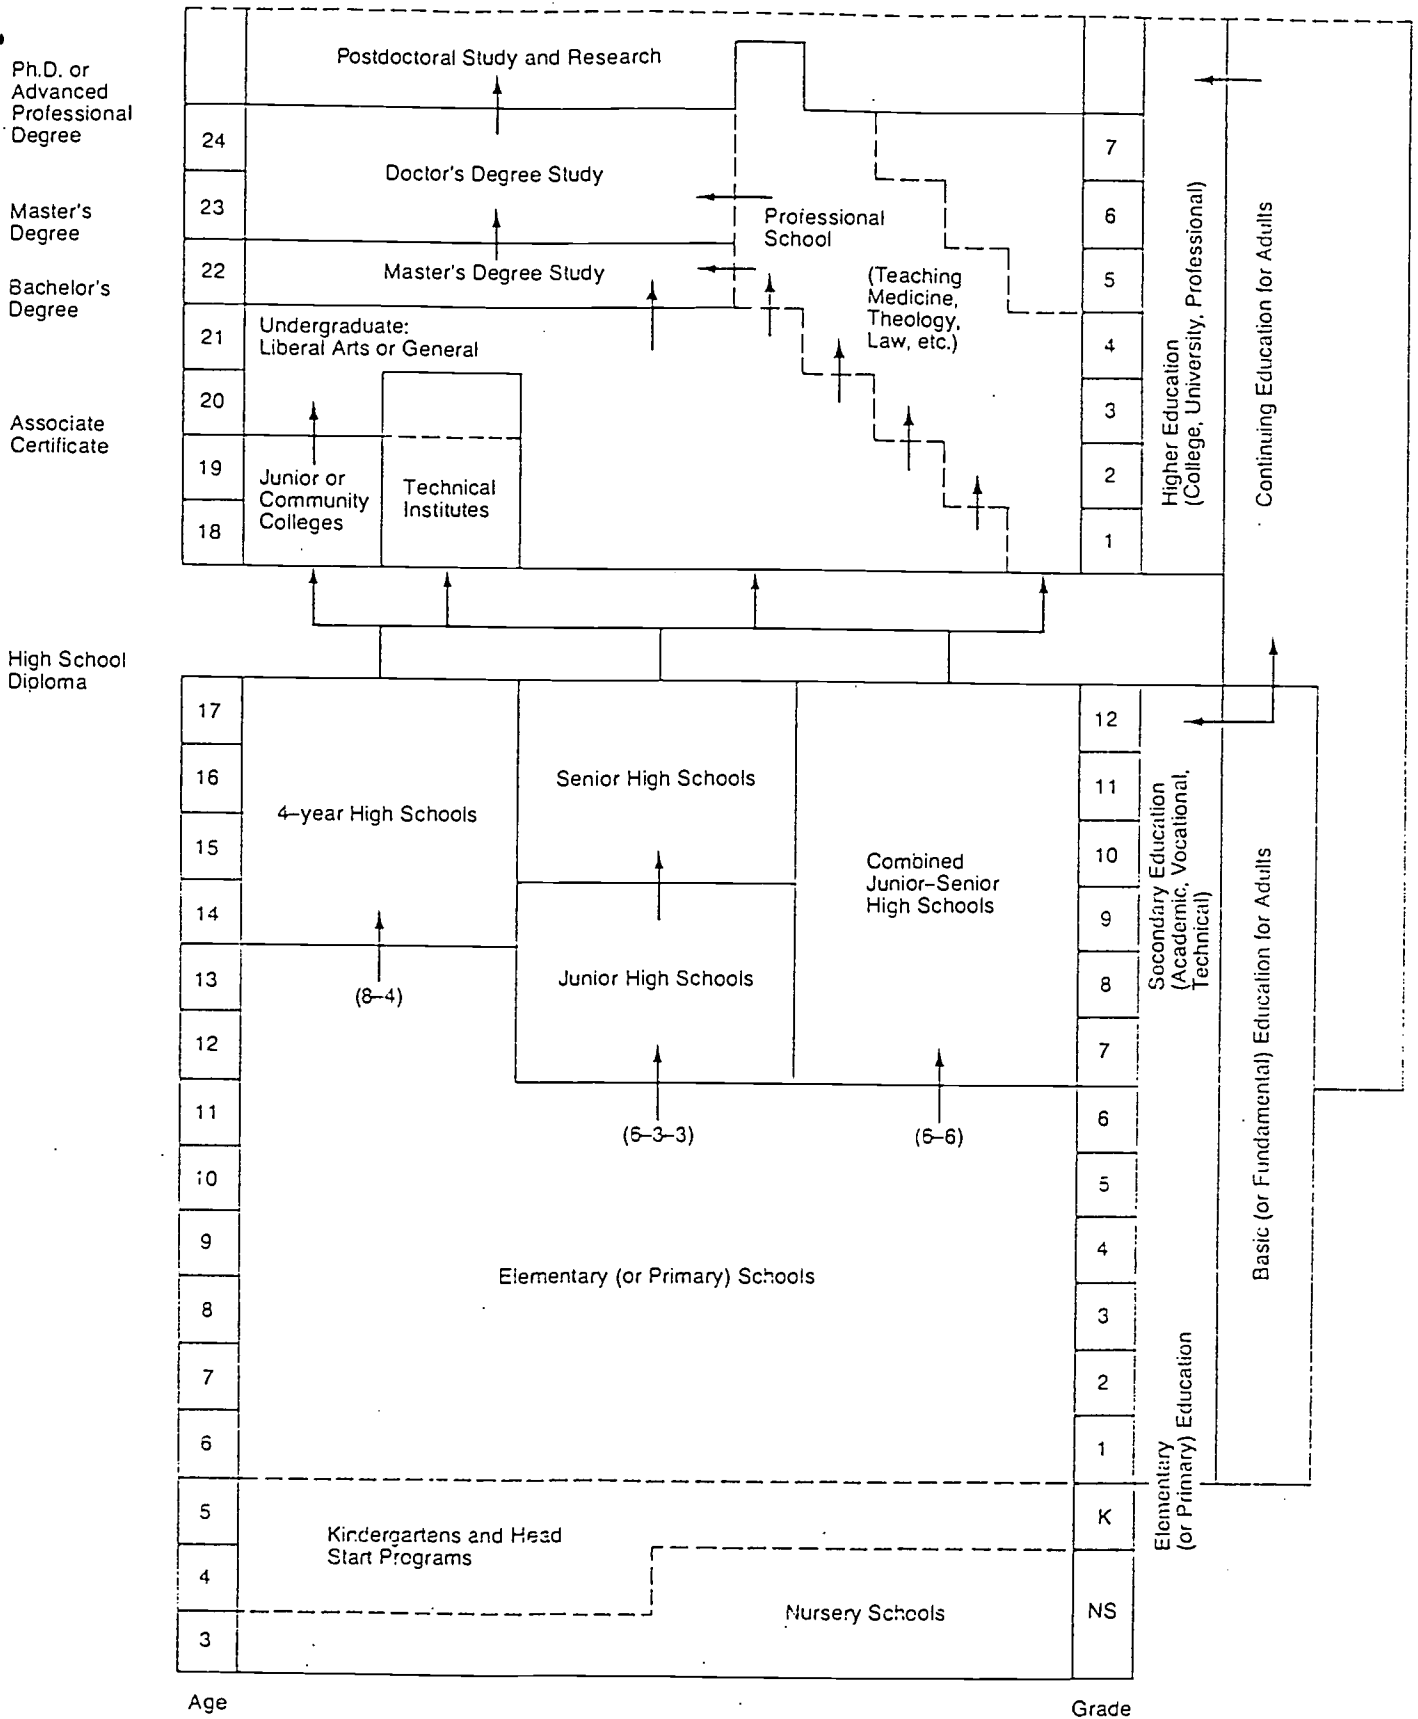 Postdoctoral Study and Research
Ph.D. or
Advanced
Professional
Degree
24
7
Doctor's Degree Study
23
6
Master's
Degree
Professional
School
22
5
Master's Degree Study
(Teaching
Medicine,
Theology,
Law, etc.)
Bachelor's
Degree
21
4
Undergraduate:
Liberal Arts or General
20
3
Associate
Certificate
19
2
Junior or
Community
Colleges
Technical
Institutes
18
1
Higher Education
(College, University, Professional)
Continuing Education for Adults
High School
Diploma
17
12
16
11
Senior High Schools
4–year High Schools
15
10
Combined
Junior–Senior
High Schools
14
9
13
8
Junior High Schools
(8–4)
12
7
Socondary Education
(Academic, Vocational,
Technical)
Basic (or Fundamental) Education for Adults
11
6
(6–3–3)
(6–6)
10
5
9
4
Elementary (or Primary) Schools
8
3
7
2
6
1
Elementary
(or Primary) Education
5
K
Kindergartens and Head
Start Programs
4
Nursery Schools
NS
3
Age
Grade